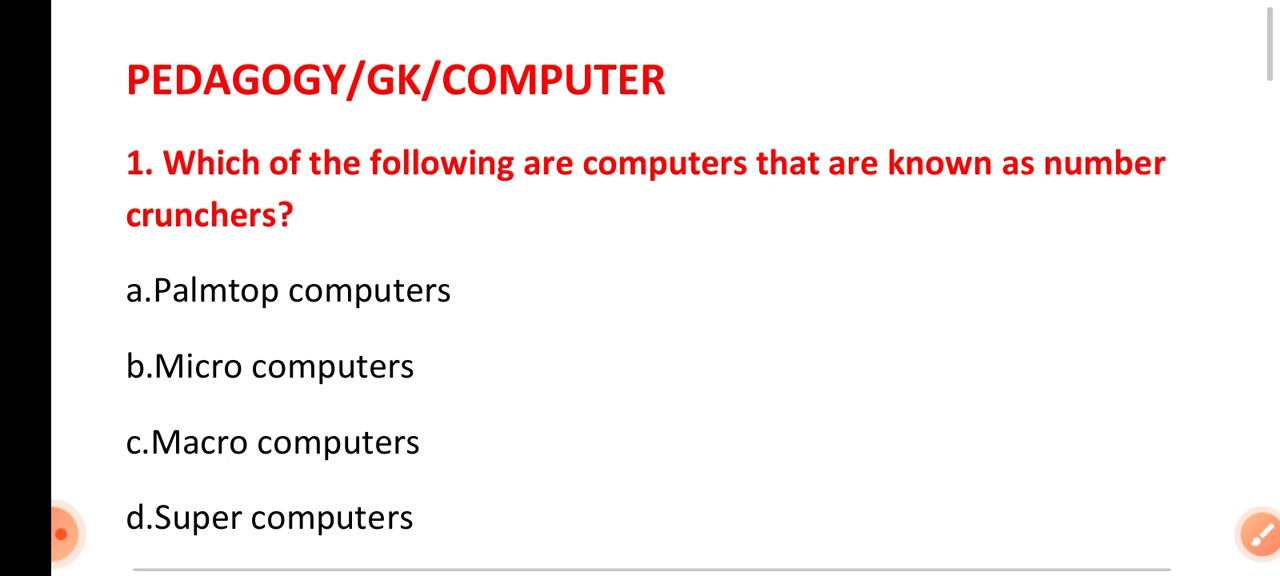 PEDAGOGY/GK/COMPUTER
1. Which of the following are computers that are known as number
crunchers?
a.Palmtop computers
b.Micro computers
c.Macro computers
d.Super computers